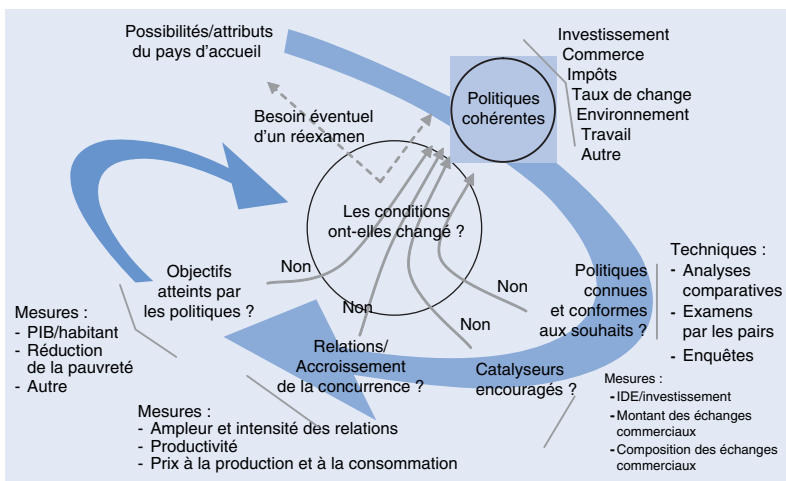 Possibilités/attributs
du pays d'accueil
Investissement
Commerce
Impôts
Taux de change
Environnement
Travail
Autre
Politiques
cohérentes
Besoin éventuel
d'un réexamen
Les conditions
ont-elles changé ?
Non
Non
Non
Non
Objectifs
atteints par
les politiques ?
Politiques
connues
et conformes
aux souhaits ?
Techniques :
- Analyses
comparatives
- Examens
par les pairs
- Enquêtes
Mesures :
- PIB/habitant
- Réduction
de la pauvreté
- Autre
Relations/
Accroissement
de la concurrence ?
Catalyseurs
encouragés ?
Mesures :
- IDE/investissement
- Montant des échanges
commerciaux
- Composition des échanges
commerciaux
Mesures :
- Ampleur et intensité des relations
- Productivité
- Prix à la production et à la consommation